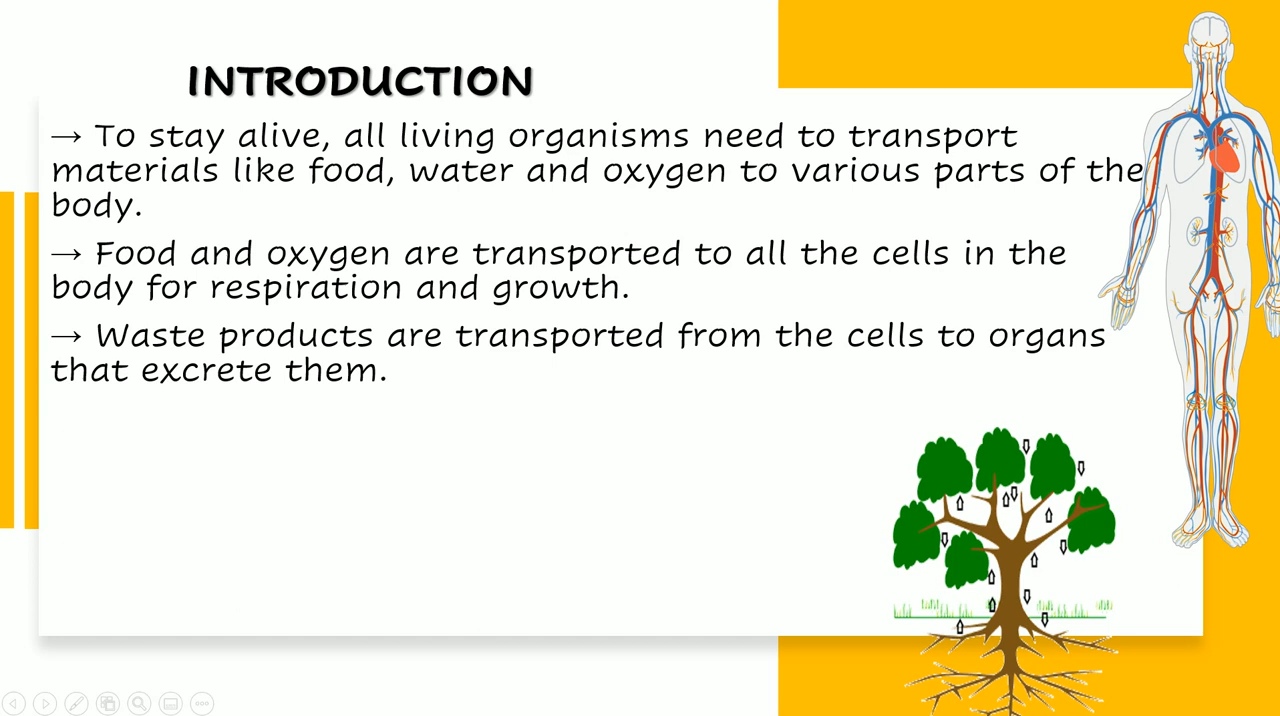 INTRODUCTION
→ To stay alive, all living organisms need to transport
materials like food, water and oxygen to various parts of the
body.
→ Food and oxygen are transported to all the cells in the
body for respiration and growth.
→ Waste products are transported from the cells to organs
that excrete them.